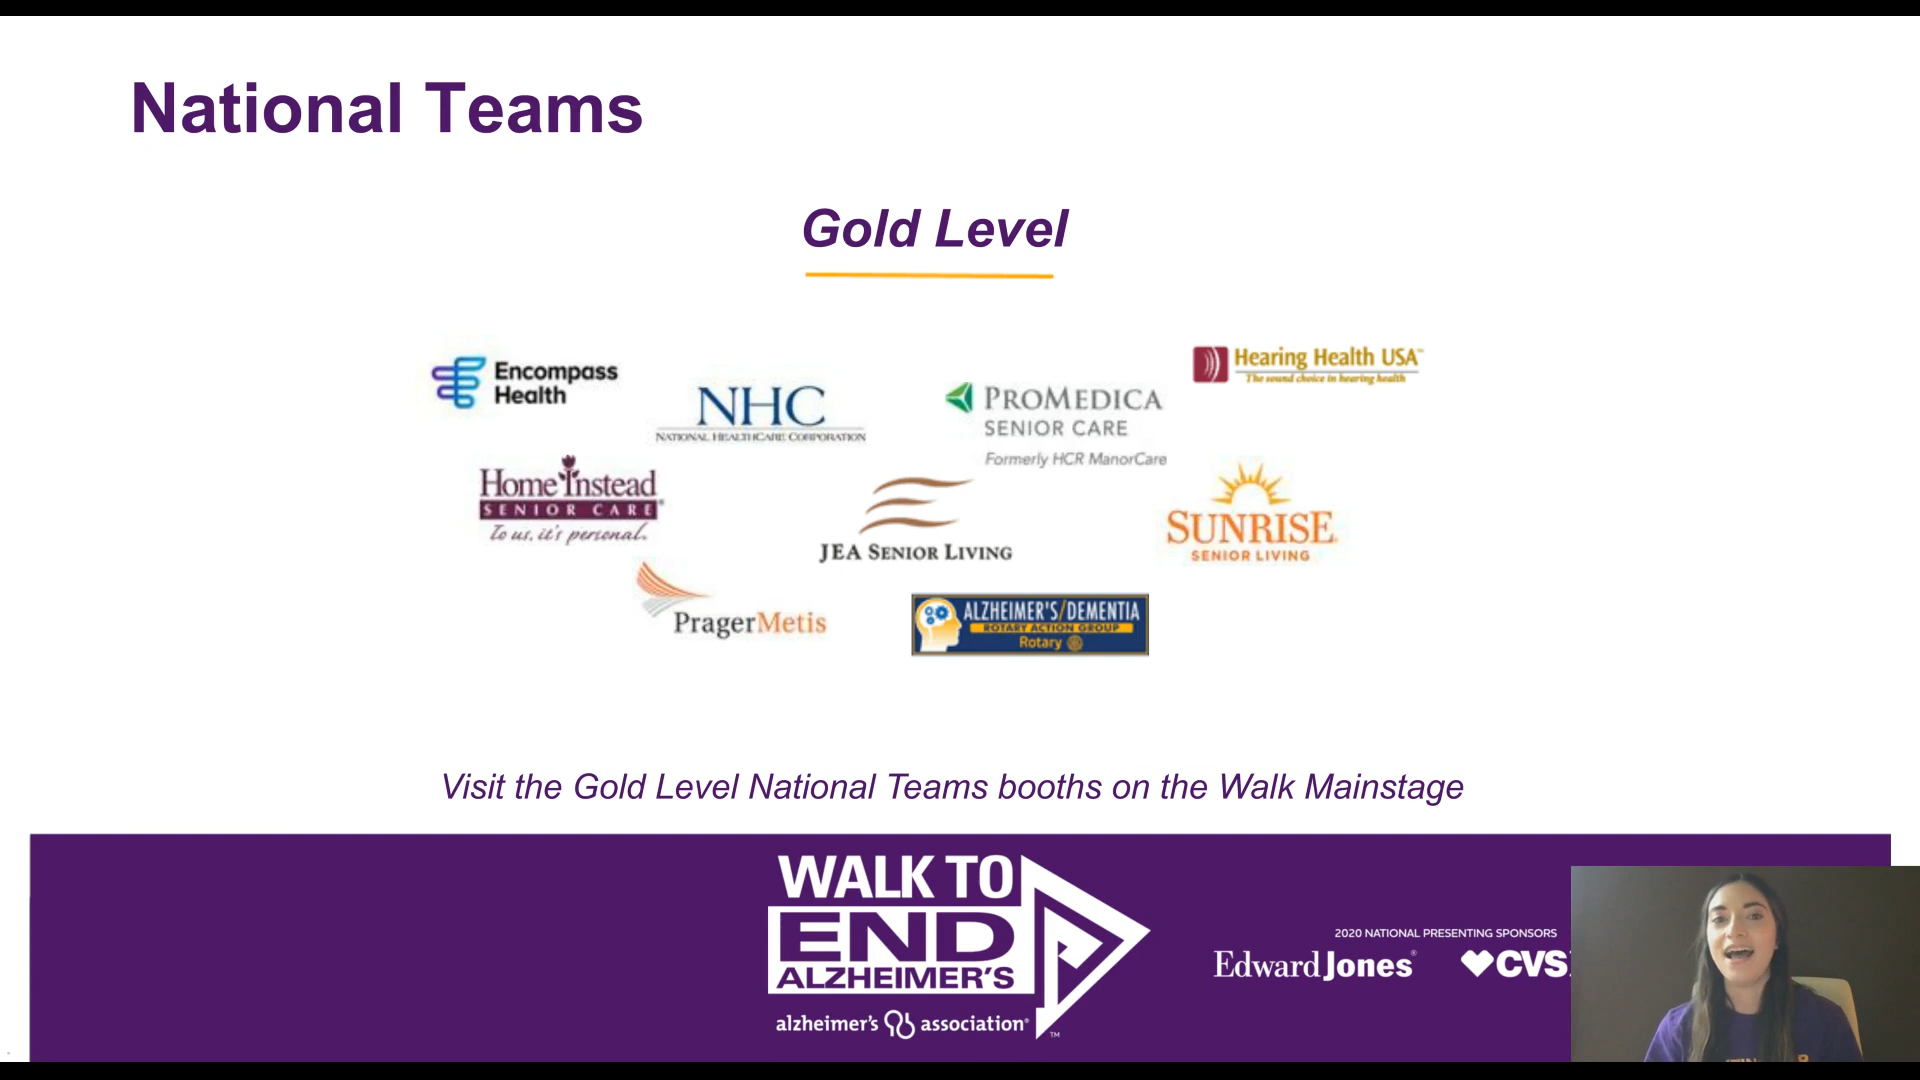 National Teams
Gold Level
Encompass
Health
NHC
NATIONAL HEALTHCARE CORPORATION
PROMEDICA
SENIOR CARE
Formerly HCR ManorCare
Hearing Health USA™
The sound choice in hearing health
Home Instead
SENIOR CARE®
To us, it's personal.
JEA SENIOR LIVING
SUNRISE
SENIOR LIVING
PragerMetis
ALZHEIMER'S/DEMENTIA
ROTARY ACTION GROUP
Rotary
Visit the Gold Level National Teams booths on the Walk Mainstage
WALK TO
END
ALZHEIMER'S
alzheimer's association®
™
2020 NATIONAL PRESENTING SPONSORS
Edward Jones®
CVS